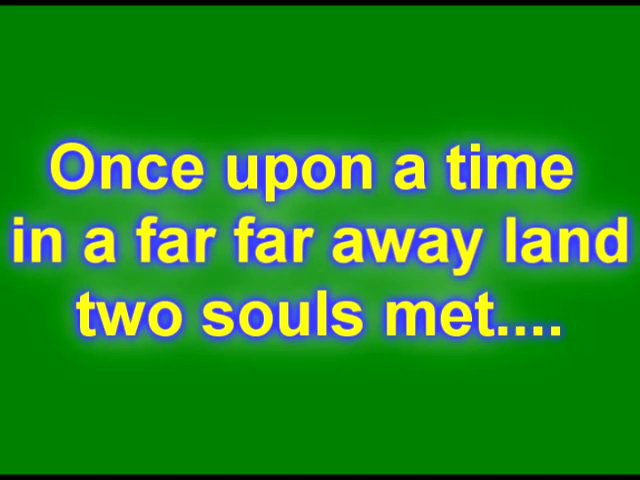 Once upon a time
in a far far away land
two souls met....